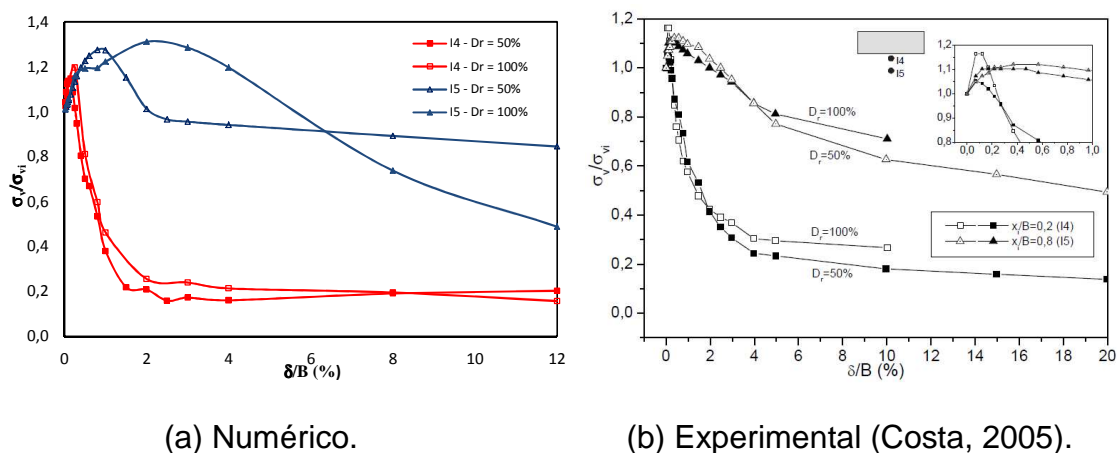 1,4
1,2
1,0
0,8
0,6
0,4
0,2
0,0
σv/σvi
0 2 4 6 8 10 12
δ/B (%)
I4 - Dr = 50%
I4 - Dr = 100%
I5 - Dr = 50%
I5 - Dr = 100%
(a) Numérico.
1,2
1,0
0,8
0,6
0,4
0,2
0,0
σv/σvi
0 2 4 6 8 10 12 14 16 18 20
δ/B (%)
I4
I5
1,2
1,1
1,0
0,9
0,8
0,0 0,2 0,4 0,6 0,8 1,0
Dr=100%
Dr=50%
Dr=100%
Dr=50%
xi/B=0,2 (I4)
xi/B=0,8 (I5)
(b) Experimental (Costa, 2005).